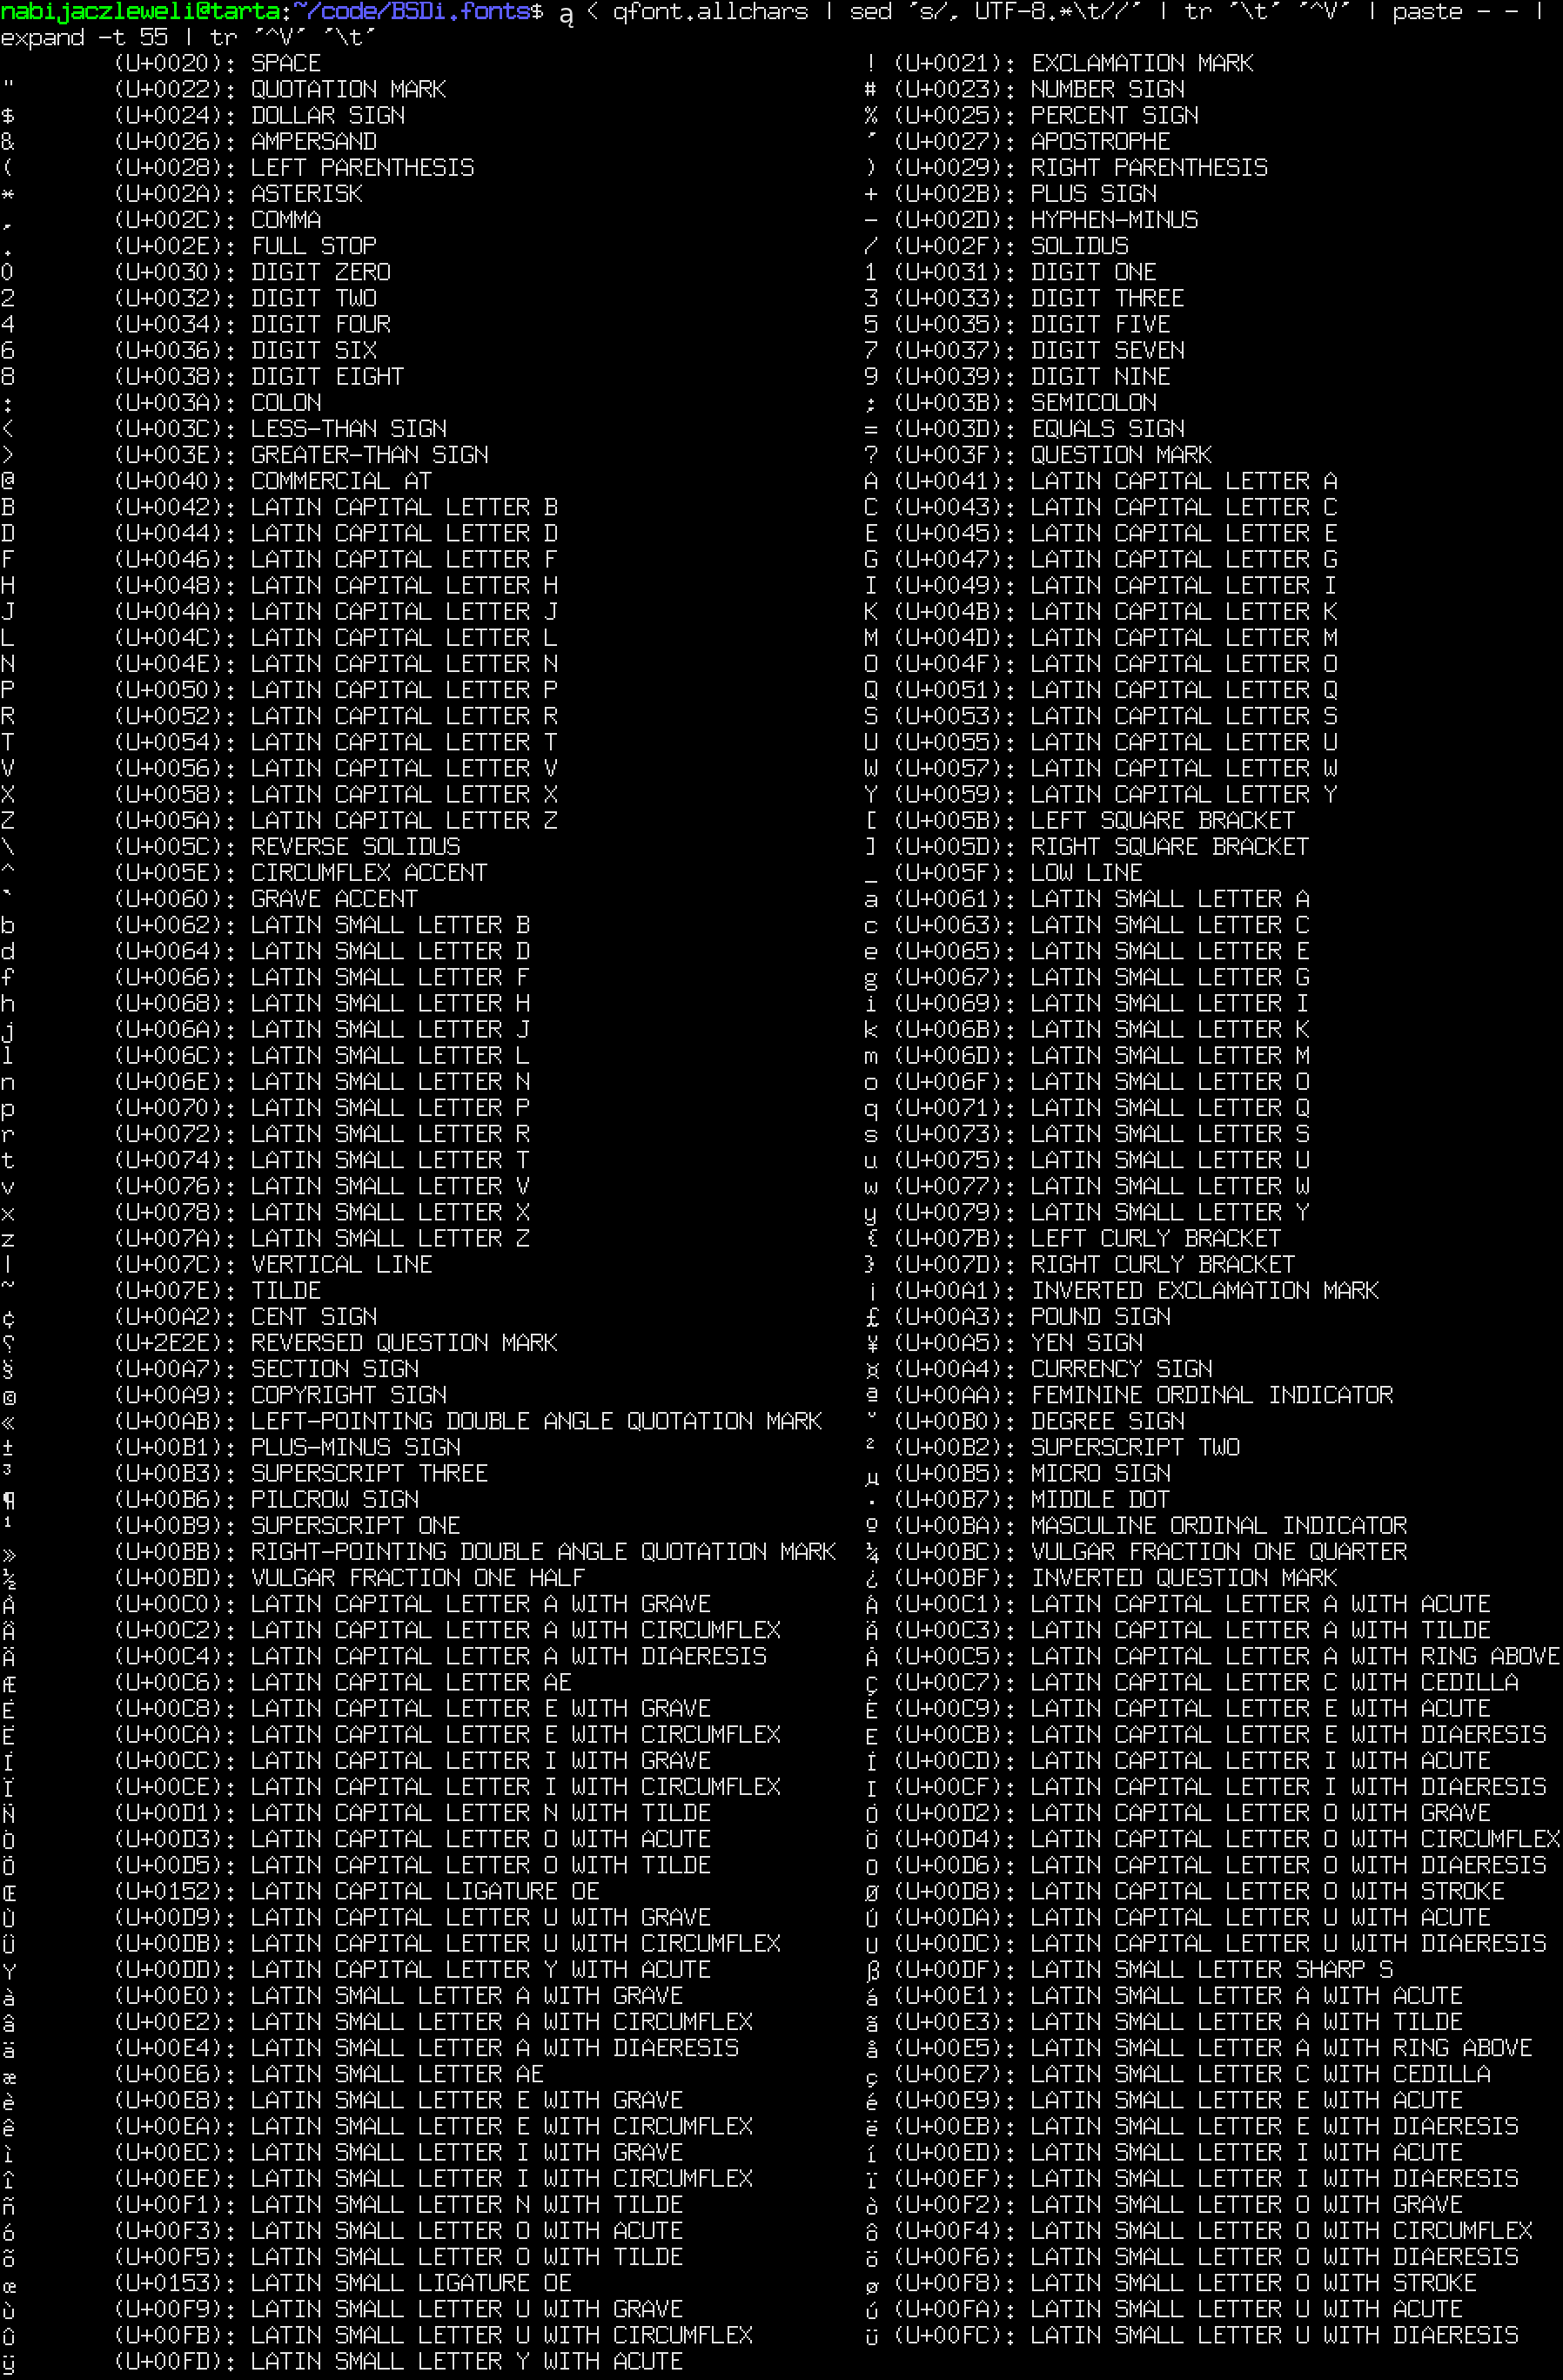 nabijaczleweli@tarta:~/code/BSDi.fonts$ ą < qfont.allchars | sed 's/, UTF-8.*\t//' | tr '\t' '^V' | paste - - |
expand -t 55 | tr '^V' '\t'
(U+0020): SPACE ! (U+0021): EXCLAMATION MARK
" (U+0022): QUOTATION MARK # (U+0023): NUMBER SIGN
$ (U+0024): DOLLAR SIGN % (U+0025): PERCENT SIGN
& (U+0026): AMPERSAND ' (U+0027): APOSTROPHE
( (U+0028): LEFT PARENTHESIS ) (U+0029): RIGHT PARENTHESIS
* (U+002A): ASTERISK + (U+002B): PLUS SIGN
, (U+002C): COMMA - (U+002D): HYPHEN-MINUS
. (U+002E): FULL STOP / (U+002F): SOLIDUS
0 (U+0030): DIGIT ZERO 1 (U+0031): DIGIT ONE
2 (U+0032): DIGIT TWO 3 (U+0033): DIGIT THREE
4 (U+0034): DIGIT FOUR 5 (U+0035): DIGIT FIVE
6 (U+0036): DIGIT SIX 7 (U+0037): DIGIT SEVEN
8 (U+0038): DIGIT EIGHT 9 (U+0039): DIGIT NINE
: (U+003A): COLON ; (U+003B): SEMICOLON
< (U+003C): LESS-THAN SIGN = (U+003D): EQUALS SIGN
> (U+003E): GREATER-THAN SIGN ? (U+003F): QUESTION MARK
@ (U+0040): COMMERCIAL AT A (U+0041): LATIN CAPITAL LETTER A
B (U+0042): LATIN CAPITAL LETTER B C (U+0043): LATIN CAPITAL LETTER C
D (U+0044): LATIN CAPITAL LETTER D E (U+0045): LATIN CAPITAL LETTER E
F (U+0046): LATIN CAPITAL LETTER F G (U+0047): LATIN CAPITAL LETTER G
H (U+0048): LATIN CAPITAL LETTER H I (U+0049): LATIN CAPITAL LETTER I
J (U+004A): LATIN CAPITAL LETTER J K (U+004B): LATIN CAPITAL LETTER K
L (U+004C): LATIN CAPITAL LETTER L M (U+004D): LATIN CAPITAL LETTER M
N (U+004E): LATIN CAPITAL LETTER N O (U+004F): LATIN CAPITAL LETTER O
P (U+0050): LATIN CAPITAL LETTER P Q (U+0051): LATIN CAPITAL LETTER Q
R (U+0052): LATIN CAPITAL LETTER R S (U+0053): LATIN CAPITAL LETTER S
T (U+0054): LATIN CAPITAL LETTER T U (U+0055): LATIN CAPITAL LETTER U
V (U+0056): LATIN CAPITAL LETTER V W (U+0057): LATIN CAPITAL LETTER W
X (U+0058): LATIN CAPITAL LETTER X Y (U+0059): LATIN CAPITAL LETTER Y
Z (U+005A): LATIN CAPITAL LETTER Z [ (U+005B): LEFT SQUARE BRACKET
\ (U+005C): REVERSE SOLIDUS ] (U+005D): RIGHT SQUARE BRACKET
^ (U+005E): CIRCUMFLEX ACCENT _ (U+005F): LOW LINE
` (U+0060): GRAVE ACCENT a (U+0061): LATIN SMALL LETTER A
b (U+0062): LATIN SMALL LETTER B c (U+0063): LATIN SMALL LETTER C
d (U+0064): LATIN SMALL LETTER D e (U+0065): LATIN SMALL LETTER E
f (U+0066): LATIN SMALL LETTER F g (U+0067): LATIN SMALL LETTER G
h (U+0068): LATIN SMALL LETTER H i (U+0069): LATIN SMALL LETTER I
j (U+006A): LATIN SMALL LETTER J k (U+006B): LATIN SMALL LETTER K
l (U+006C): LATIN SMALL LETTER L m (U+006D): LATIN SMALL LETTER M
n (U+006E): LATIN SMALL LETTER N o (U+006F): LATIN SMALL LETTER O
p (U+0070): LATIN SMALL LETTER P q (U+0071): LATIN SMALL LETTER Q
r (U+0072): LATIN SMALL LETTER R s (U+0073): LATIN SMALL LETTER S
t (U+0074): LATIN SMALL LETTER T u (U+0075): LATIN SMALL LETTER U
v (U+0076): LATIN SMALL LETTER V w (U+0077): LATIN SMALL LETTER W
x (U+0078): LATIN SMALL LETTER X y (U+0079): LATIN SMALL LETTER Y
z (U+007A): LATIN SMALL LETTER Z { (U+007B): LEFT CURLY BRACKET
| (U+007C): VERTICAL LINE } (U+007D): RIGHT CURLY BRACKET
~ (U+007E): TILDE ¡ (U+00A1): INVERTED EXCLAMATION MARK
¢ (U+00A2): CENT SIGN £ (U+00A3): POUND SIGN
⸮ (U+2E2E): REVERSED QUESTION MARK ¥ (U+00A5): YEN SIGN
§ (U+00A7): SECTION SIGN ¤ (U+00A4): CURRENCY SIGN
© (U+00A9): COPYRIGHT SIGN ª (U+00AA): FEMININE ORDINAL INDICATOR
« (U+00AB): LEFT-POINTING DOUBLE ANGLE QUOTATION MARK ° (U+00B0): DEGREE SIGN
± (U+00B1): PLUS-MINUS SIGN ² (U+00B2): SUPERSCRIPT TWO
³ (U+00B3): SUPERSCRIPT THREE µ (U+00B5): MICRO SIGN
¶ (U+00B6): PILCROW SIGN · (U+00B7): MIDDLE DOT
¹ (U+00B9): SUPERSCRIPT ONE º (U+00BA): MASCULINE ORDINAL INDICATOR
» (U+00BB): RIGHT-POINTING DOUBLE ANGLE QUOTATION MARK ¼ (U+00BC): VULGAR FRACTION ONE QUARTER
½ (U+00BD): VULGAR FRACTION ONE HALF ¿ (U+00BF): INVERTED QUESTION MARK
À (U+00C0): LATIN CAPITAL LETTER A WITH GRAVE Á (U+00C1): LATIN CAPITAL LETTER A WITH ACUTE
Â (U+00C2): LATIN CAPITAL LETTER A WITH CIRCUMFLEX Ã (U+00C3): LATIN CAPITAL LETTER A WITH TILDE
Ä (U+00C4): LATIN CAPITAL LETTER A WITH DIAERESIS Å (U+00C5): LATIN CAPITAL LETTER A WITH RING ABOVE
Æ (U+00C6): LATIN CAPITAL LETTER AE Ç (U+00C7): LATIN CAPITAL LETTER C WITH CEDILLA
È (U+00C8): LATIN CAPITAL LETTER E WITH GRAVE É (U+00C9): LATIN CAPITAL LETTER E WITH ACUTE
Ê (U+00CA): LATIN CAPITAL LETTER E WITH CIRCUMFLEX Ë (U+00CB): LATIN CAPITAL LETTER E WITH DIAERESIS
Ì (U+00CC): LATIN CAPITAL LETTER I WITH GRAVE Í (U+00CD): LATIN CAPITAL LETTER I WITH ACUTE
Î (U+00CE): LATIN CAPITAL LETTER I WITH CIRCUMFLEX Ï (U+00CF): LATIN CAPITAL LETTER I WITH DIAERESIS
Ñ (U+00D1): LATIN CAPITAL LETTER N WITH TILDE Ò (U+00D2): LATIN CAPITAL LETTER O WITH GRAVE
Ó (U+00D3): LATIN CAPITAL LETTER O WITH ACUTE Ô (U+00D4): LATIN CAPITAL LETTER O WITH CIRCUMFLEX
Õ (U+00D5): LATIN CAPITAL LETTER O WITH TILDE Ö (U+00D6): LATIN CAPITAL LETTER O WITH DIAERESIS
Œ (U+0152): LATIN CAPITAL LIGATURE OE Ø (U+00D8): LATIN CAPITAL LETTER O WITH STROKE
Ù (U+00D9): LATIN CAPITAL LETTER U WITH GRAVE Ú (U+00DA): LATIN CAPITAL LETTER U WITH ACUTE
Û (U+00DB): LATIN CAPITAL LETTER U WITH CIRCUMFLEX Ü (U+00DC): LATIN CAPITAL LETTER U WITH DIAERESIS
Ý (U+00DD): LATIN CAPITAL LETTER Y WITH ACUTE ß (U+00DF): LATIN SMALL LETTER SHARP S
à (U+00E0): LATIN SMALL LETTER A WITH GRAVE á (U+00E1): LATIN SMALL LETTER A WITH ACUTE
â (U+00E2): LATIN SMALL LETTER A WITH CIRCUMFLEX ã (U+00E3): LATIN SMALL LETTER A WITH TILDE
ä (U+00E4): LATIN SMALL LETTER A WITH DIAERESIS å (U+00E5): LATIN SMALL LETTER A WITH RING ABOVE
æ (U+00E6): LATIN SMALL LETTER AE ç (U+00E7): LATIN SMALL LETTER C WITH CEDILLA
è (U+00E8): LATIN SMALL LETTER E WITH GRAVE é (U+00E9): LATIN SMALL LETTER E WITH ACUTE
ê (U+00EA): LATIN SMALL LETTER E WITH CIRCUMFLEX ë (U+00EB): LATIN SMALL LETTER E WITH DIAERESIS
ì (U+00EC): LATIN SMALL LETTER I WITH GRAVE í (U+00ED): LATIN SMALL LETTER I WITH ACUTE
î (U+00EE): LATIN SMALL LETTER I WITH CIRCUMFLEX ï (U+00EF): LATIN SMALL LETTER I WITH DIAERESIS
ñ (U+00F1): LATIN SMALL LETTER N WITH TILDE ò (U+00F2): LATIN SMALL LETTER O WITH GRAVE
ó (U+00F3): LATIN SMALL LETTER O WITH ACUTE ô (U+00F4): LATIN SMALL LETTER O WITH CIRCUMFLEX
õ (U+00F5): LATIN SMALL LETTER O WITH TILDE ö (U+00F6): LATIN SMALL LETTER O WITH DIAERESIS
œ (U+0153): LATIN SMALL LIGATURE OE ø (U+00F8): LATIN SMALL LETTER O WITH STROKE
ù (U+00F9): LATIN SMALL LETTER U WITH GRAVE ú (U+00FA): LATIN SMALL LETTER U WITH ACUTE
û (U+00FB): LATIN SMALL LETTER U WITH CIRCUMFLEX ü (U+00FC): LATIN SMALL LETTER U WITH DIAERESIS
ý (U+00FD): LATIN SMALL LETTER Y WITH ACUTE